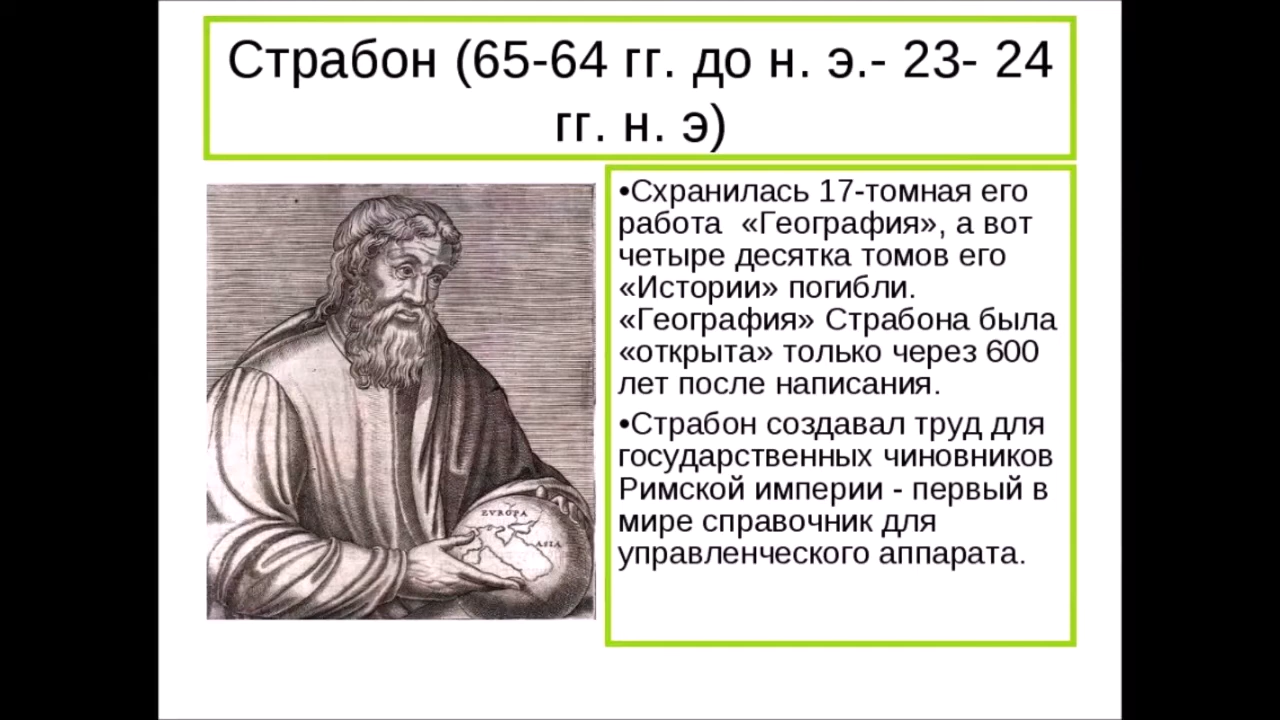 Страбон (65-64 гг. до н. э.- 23- 24
гг. н. э)
•Схранилась 17-томная его
работа «География», а вот
четыре десятка томов его
«Истории» погибли.
«География» Страбона была
«открыта» только через 600
лет после написания.
•Страбон создавал труд для
государственных чиновников
Римской империи - первый в
мире справочник для
управленческого аппарата.
EVROPA
ASIA